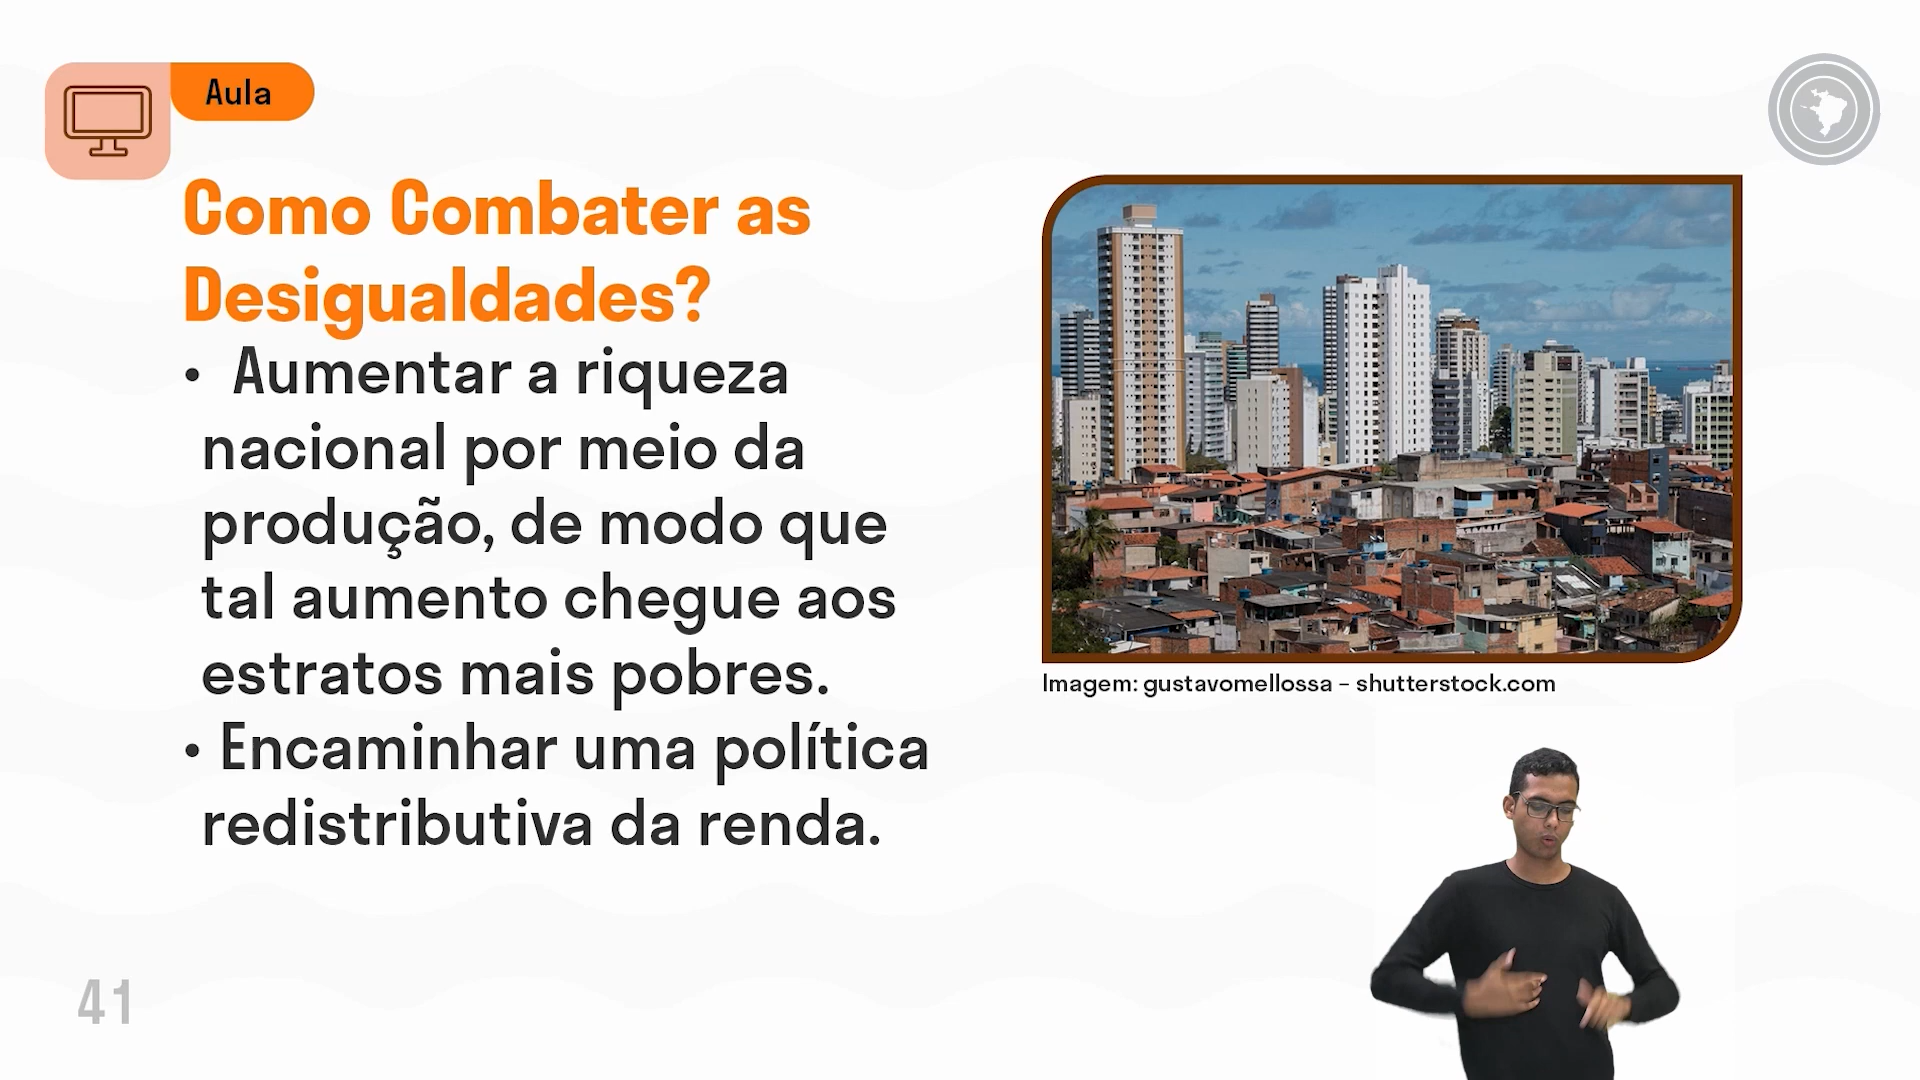 Aula
Como Combater as
Desigualdades?
• Aumentar a riqueza
nacional por meio da
produção, de modo que
tal aumento chegue aos
estratos mais pobres.
• Encaminhar uma política
redistributiva da renda.
Imagem: gustavomellossa – shutterstock.com
41